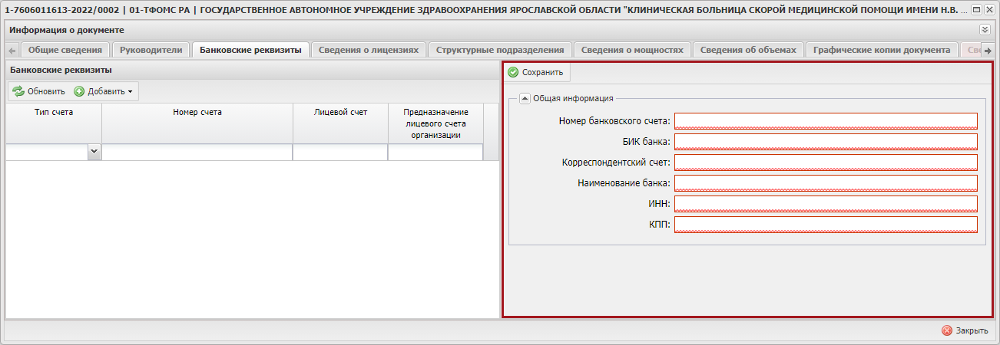 1-7606011613-2022/0002 | 01-ТФОМС РА | ГОСУДАРСТВЕННОЕ АВТОНОМНОЕ УЧРЕЖДЕНИЕ ЗДРАВООХРАНЕНИЯ ЯРОСЛАВСКОЙ ОБЛАСТИ "КЛИНИЧЕСКАЯ БОЛЬНИЦА СКОРОЙ МЕДИЦИНСКОЙ ПОМОЩИ ИМЕНИ Н.В. ...
Информация о документе
Общие сведения Руководители Банковские реквизиты Сведения о лицензиях Структурные подразделения Сведения о мощностях Сведения об объемах Графические копии документа Све
Банковские реквизиты
Обновить Добавить
Тип счета Номер счета Лицевой счет Предназначение
лицевого счета
организации
Сохранить
Общая информация
Номер банковского счета:
БИК банка:
Корреспондентский счет:
Наименование банка:
ИНН:
КПП:
Закрыть